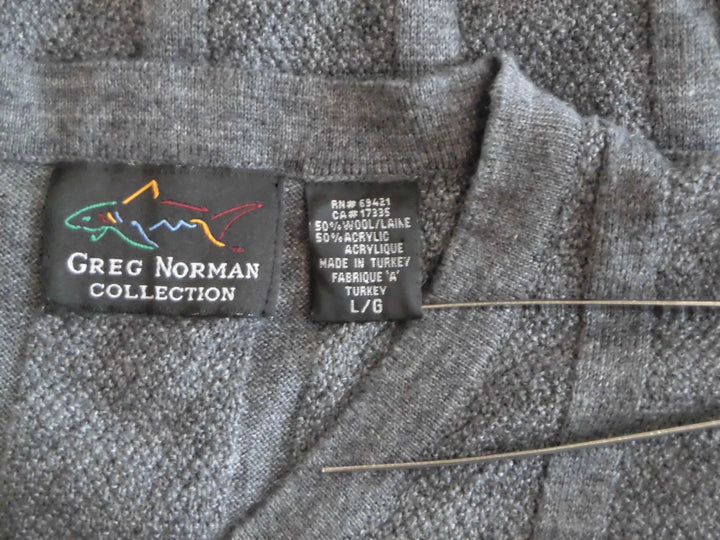 GREG NORMAN
COLLECTION
RN# 69421
CA# 17335
50% WOOL/LAINE
50% ACRYLIC
ACRYLIQUE
MADE IN TURKEY
FABRIQUE 'A'
TURKEY
L/G